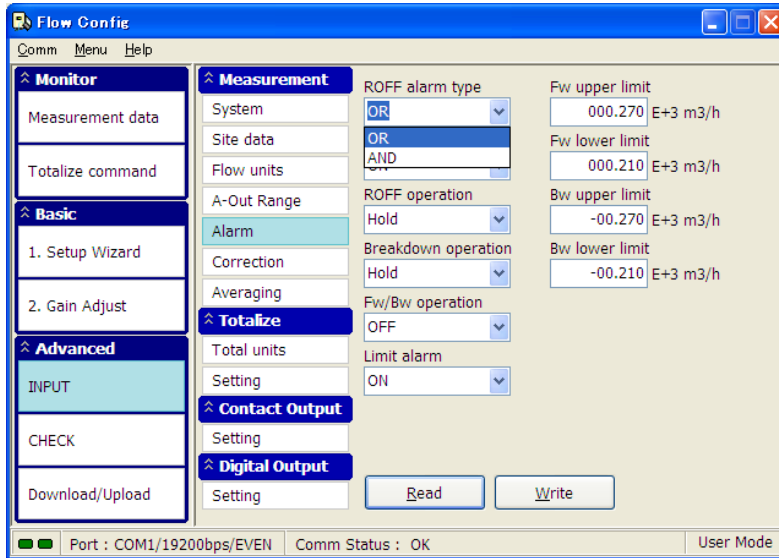 Flow Config
Comm Menu Help
Monitor
Measurement data
Totalize command
Basic
1. Setup Wizard
2. Gain Adjust
Advanced
INPUT
CHECK
Download/Upload
Measurement
System
Site data
Flow units
A-Out Range
Alarm
Correction
Averaging
Totalize
Total units
Setting
Contact Output
Setting
Digital Output
Setting
ROFF alarm type
OR
OR
AND
ROFF operation
Hold
Breakdown operation
Hold
Fw/Bw operation
OFF
Limit alarm
ON
Fw upper limit
000.270 E+3 m3/h
Fw lower limit
000.210 E+3 m3/h
Bw upper limit
-00.270 E+3 m3/h
Bw lower limit
-00.210 E+3 m3/h
Read Write
Port : COM1/19200bps/EVEN Comm Status : OK User Mode